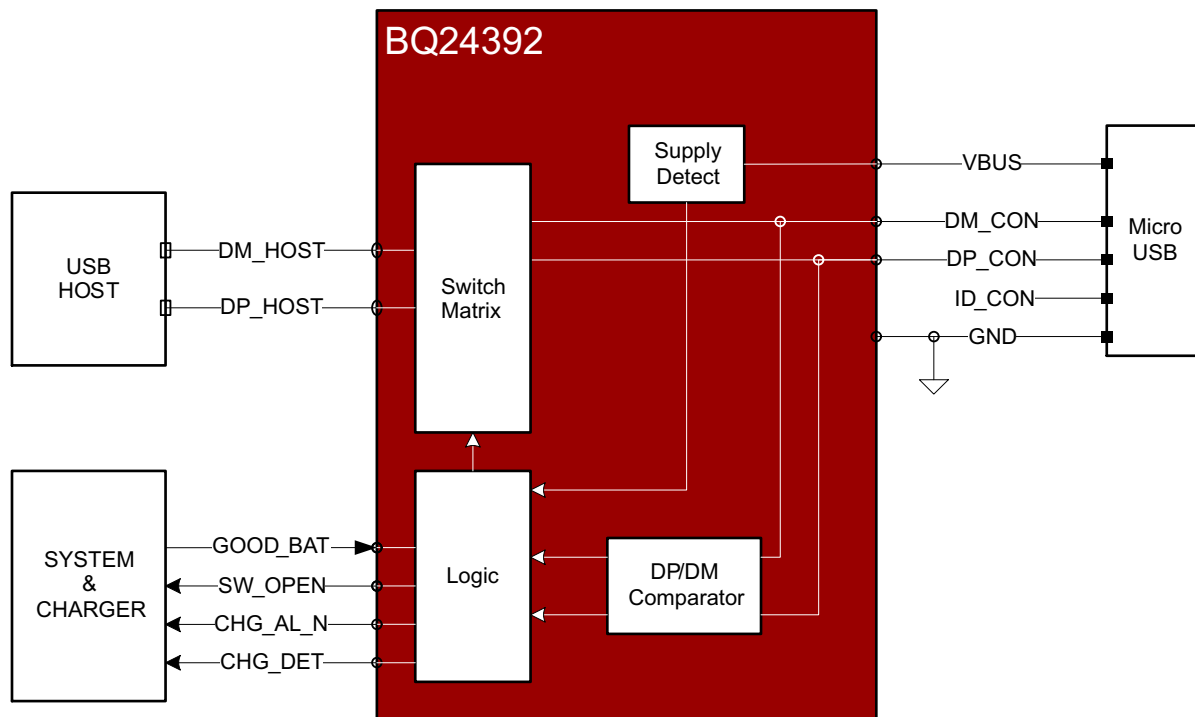 BQ24392
Supply
Detect
VBUS
DM_CON
DP_CON
ID_CON
GND
Micro
USB
USB
HOST
DM_HOST
DP_HOST
Switch
Matrix
SYSTEM
&
CHARGER
GOOD_BAT
SW_OPEN
CHG_AL_N
CHG_DET
Logic
DP/DM
Comparator